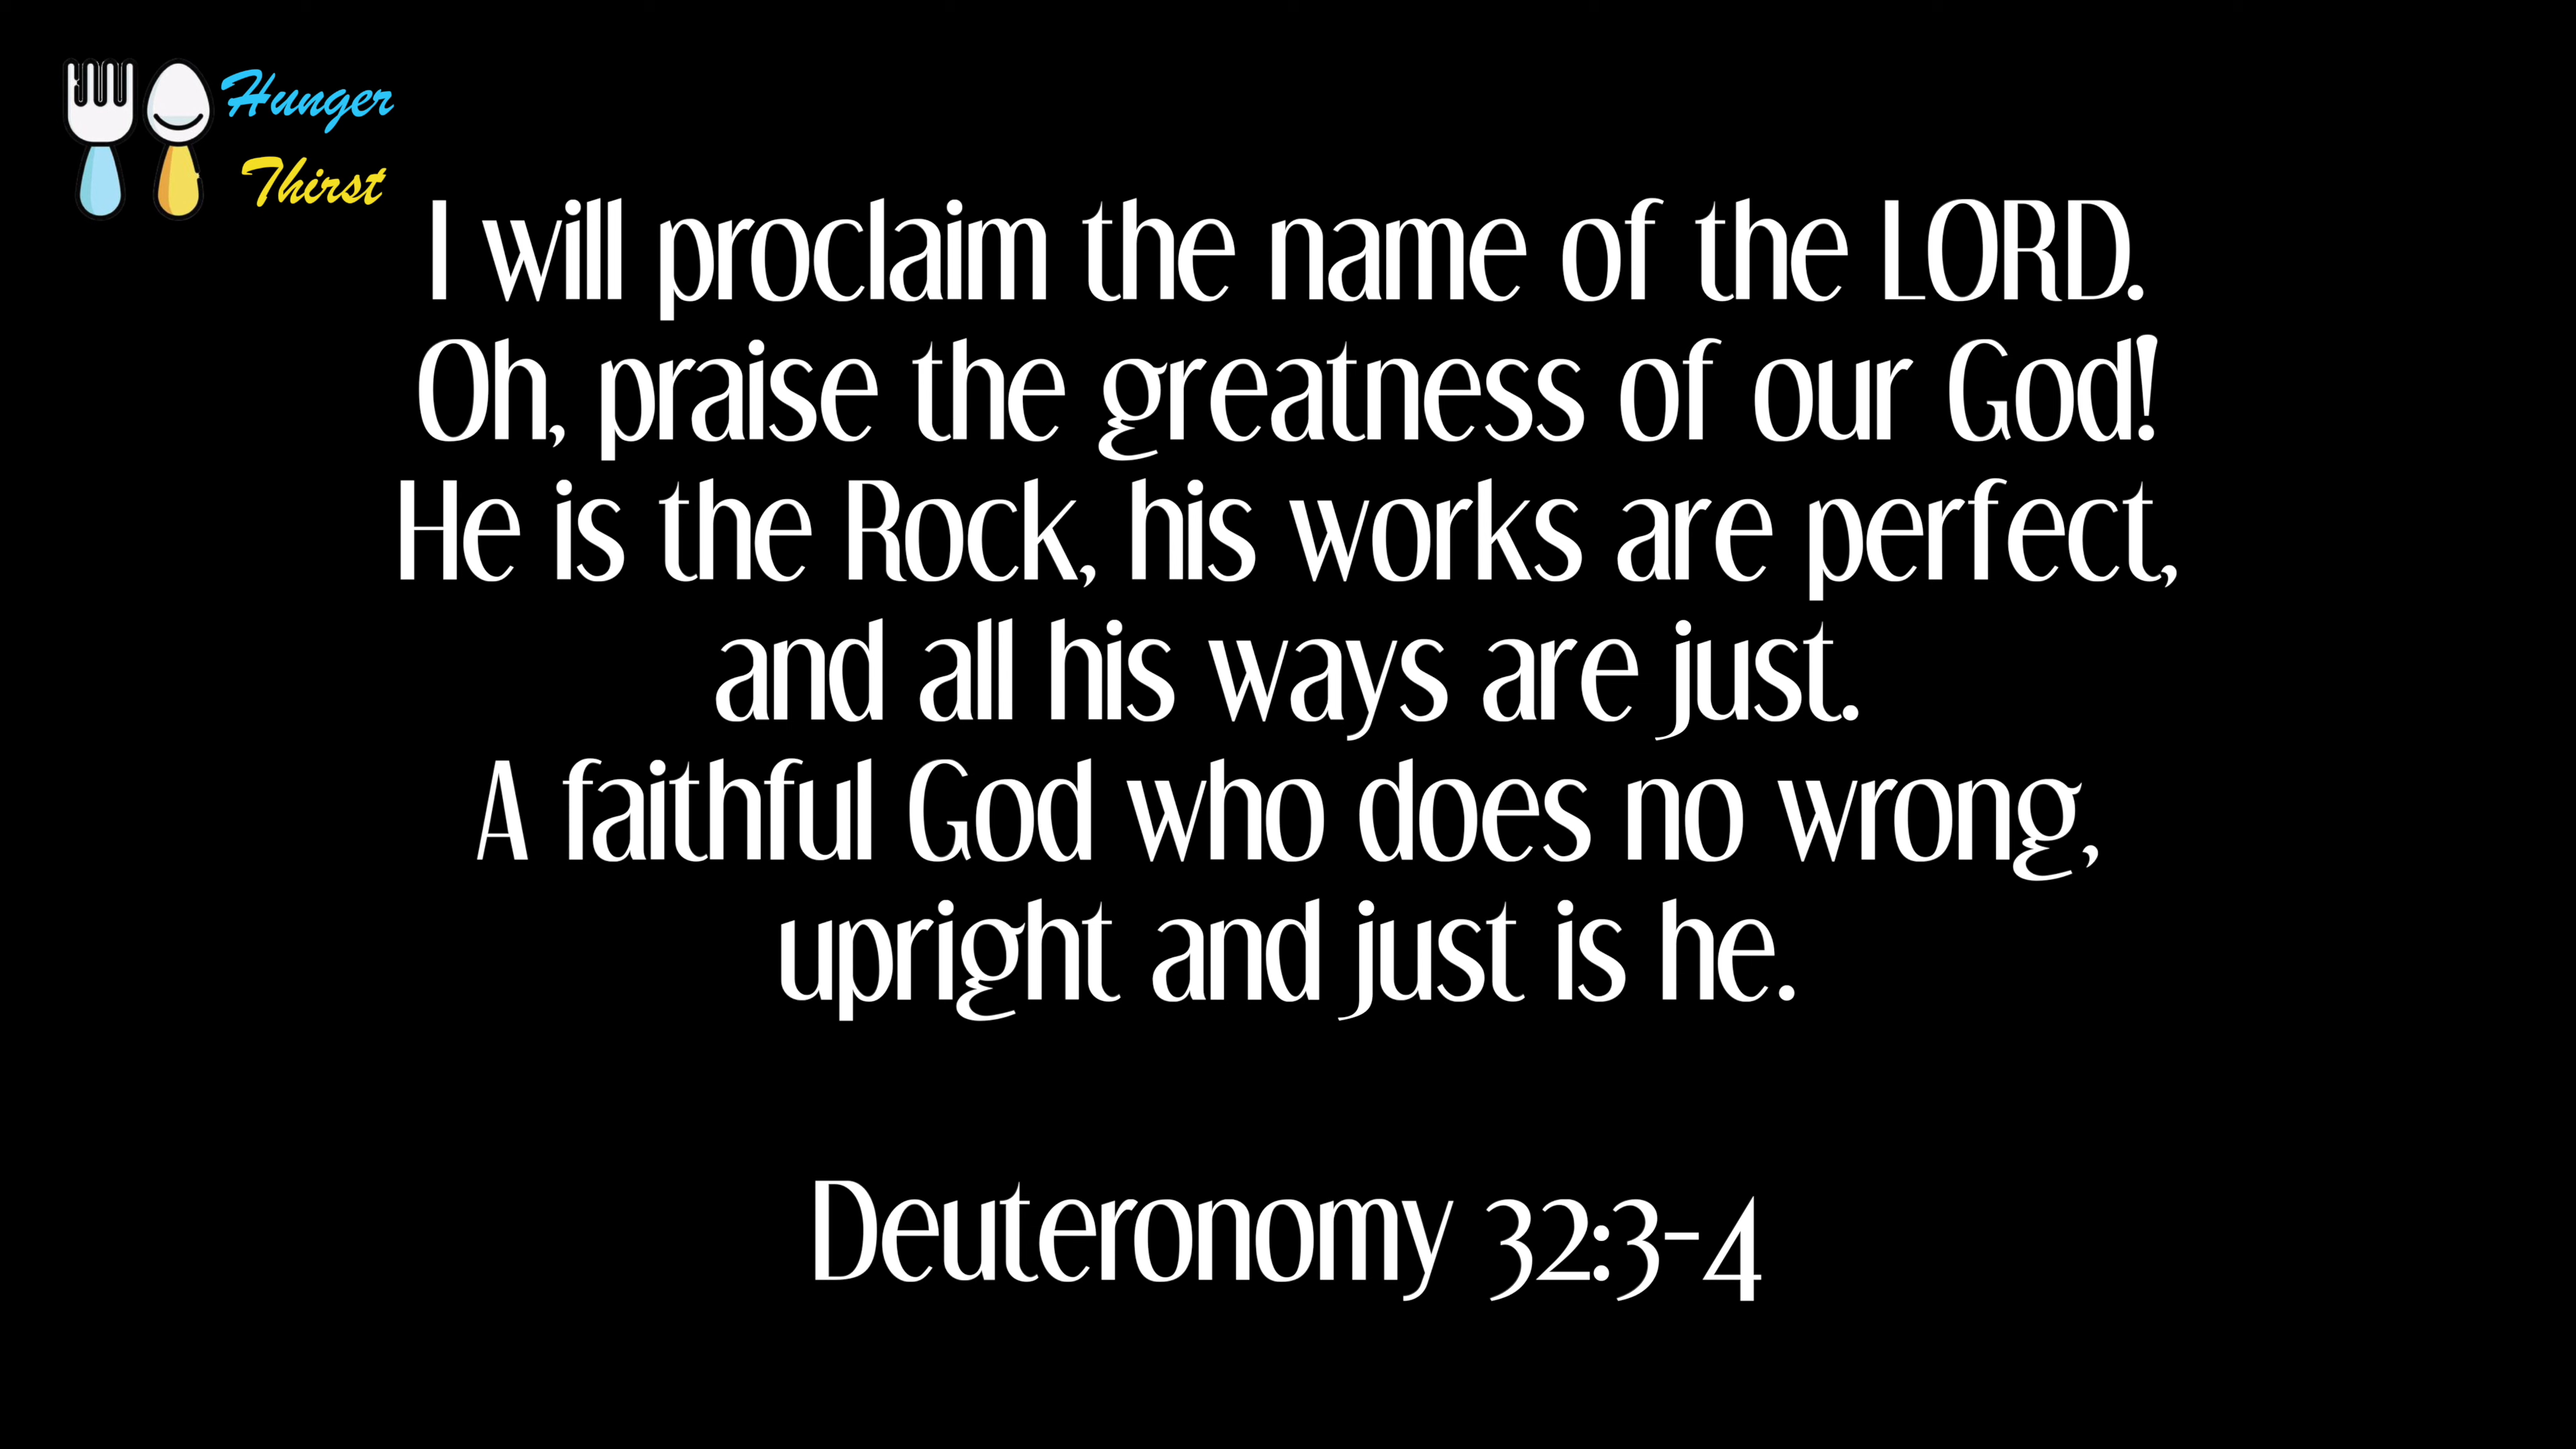 Hunger
Thirst
I will proclaim the name of the LORD.
Oh, praise the greatness of our God!
He is the Rock, his works are perfect,
and all his ways are just.
A faithful God who does no wrong,
upright and just is he.
Deuteronomy 32:3-4